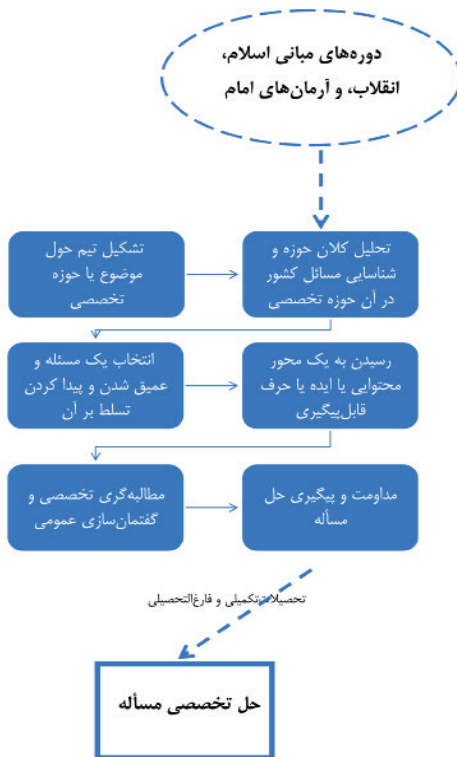 دوره‌های مبانی اسلام،
انقلاب، و آرمان‌های امام
تشکیل تیم حول
موضوع یا حوزه
تخصصی
تحلیل کلان حوزه و
شناسایی مسائل کشور
در آن حوزه تخصصی
انتخاب یک مسئله و
عمیق شدن و پیدا کردن
تسلط بر آن
رسیدن به یک محور
محتوایی یا ایده یا حرف
قابل‌پیگیری
مطالبه‌گری تخصصی و
گفتمان‌سازی عمومی
مداومت و پیگیری حل
مسأله
تحصیلات‌تکمیلی و فارغ‌التحصیلی
حل تخصصی مسأله